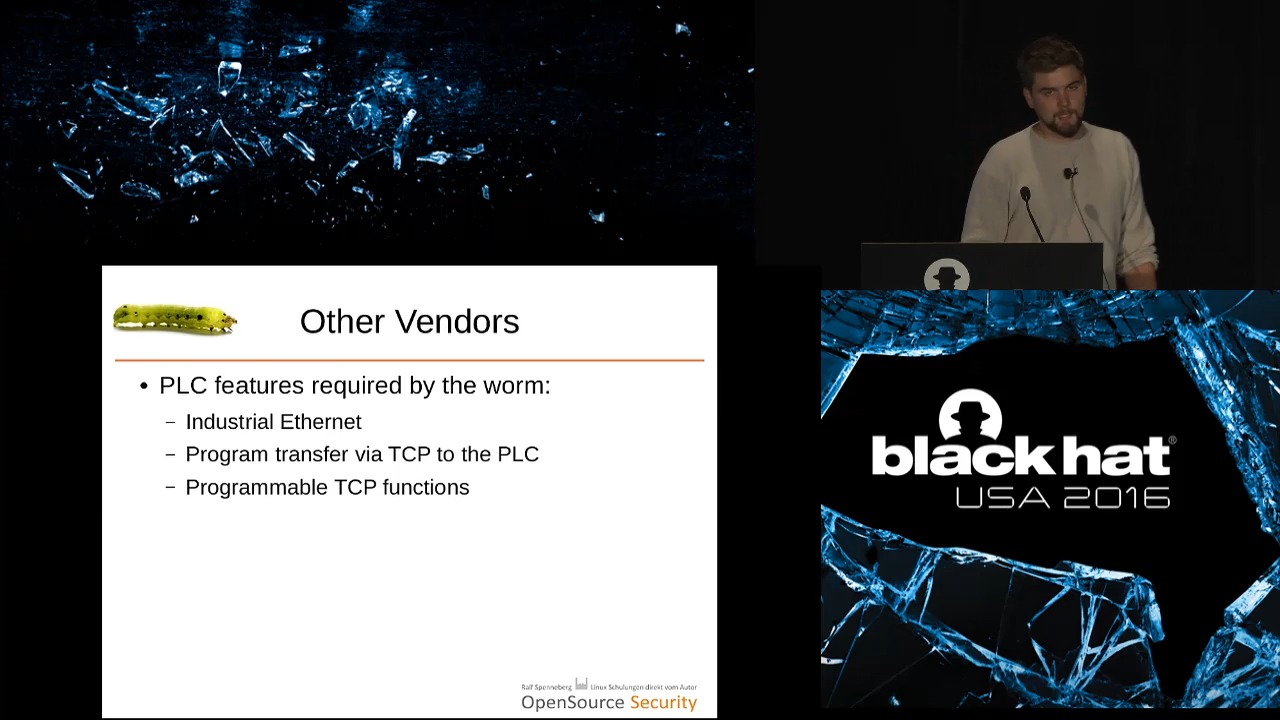 Other Vendors
• PLC features required by the worm:
– Industrial Ethernet
– Program transfer via TCP to the PLC
– Programmable TCP functions
Ralf Spenneberg Linux Schulungen direkt vom Autor
OpenSource Security
black hat®
USA 2016